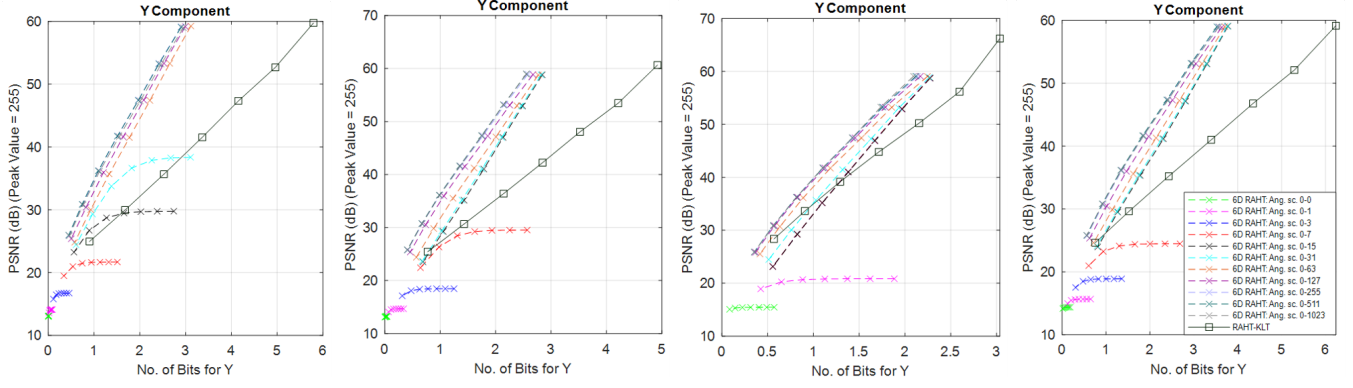 Y Component
60
50
40
30
20
10
PSNR (dB) (Peak Value = 255)
0 1 2 3 4 5 6
No. of Bits for Y
Y Component
70
60
50
40
30
20
10
PSNR (dB) (Peak Value = 255)
0 1 2 3 4 5
No. of Bits for Y
Y Component
70
60
50
40
30
20
10
PSNR (dB) (Peak Value = 255)
0 0.5 1 1.5 2 2.5 3
No. of Bits for Y
Y Component
60
50
40
30
20
10
PSNR (dB) (Peak Value = 255)
0 1 2 3 4 5 6
No. of Bits for Y
6D RAHT: Ang. sc. 0-0
6D RAHT: Ang. sc. 0-1
6D RAHT: Ang. sc. 0-3
6D RAHT: Ang. sc. 0-7
6D RAHT: Ang. sc. 0-15
6D RAHT: Ang. sc. 0-31
6D RAHT: Ang. sc. 0-63
6D RAHT: Ang. sc. 0-127
6D RAHT: Ang. sc. 0-255
6D RAHT: Ang. sc. 0-511
6D RAHT: Ang. sc. 0-1023
RAHT-KLT